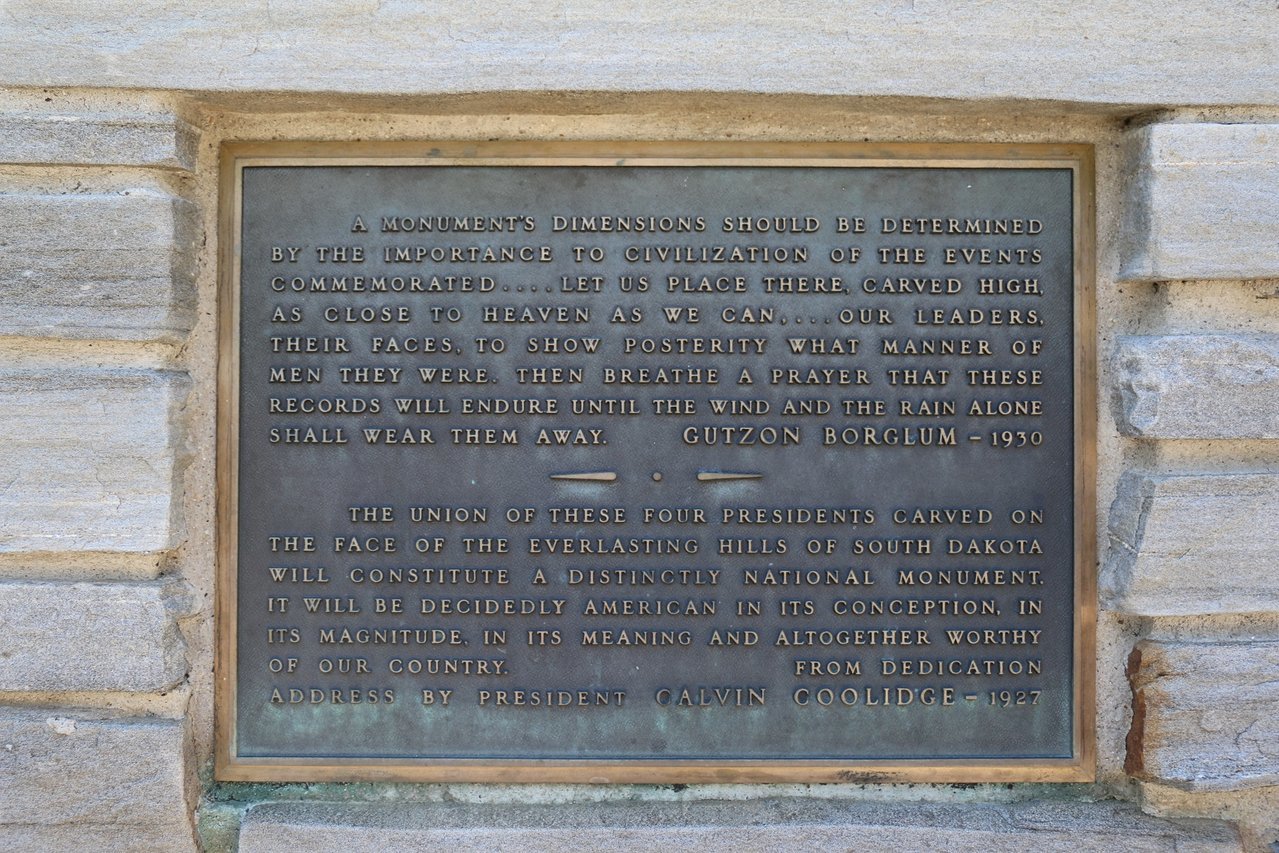 A MONUMENT'S DIMENSIONS SHOULD BE DETERMINED
BY THE IMPORTANCE TO CIVILIZATION OF THE EVENTS
COMMEMORATED....LET US PLACE THERE, CARVED HIGH,
AS CLOSE TO HEAVEN AS WE CAN,....OUR LEADERS,
THEIR FACES, TO SHOW POSTERITY WHAT MANNER OF
MEN THEY WERE. THEN BREATHE A PRAYER THAT THESE
RECORDS WILL ENDURE UNTIL THE WIND AND THE RAIN ALONE
SHALL WEAR THEM AWAY. GUTZON BORGLUM – 1930
THE UNION OF THESE FOUR PRESIDENTS CARVED ON
THE FACE OF THE EVERLASTING HILLS OF SOUTH DAKOTA
WILL CONSTITUTE A DISTINCTLY NATIONAL MONUMENT.
IT WILL BE DECIDEDLY AMERICAN IN ITS CONCEPTION, IN
ITS MAGNITUDE, IN ITS MEANING AND ALTOGETHER WORTHY
OF OUR COUNTRY. FROM DEDICATION
ADDRESS BY PRESIDENT CALVIN COOLIDGE – 1927